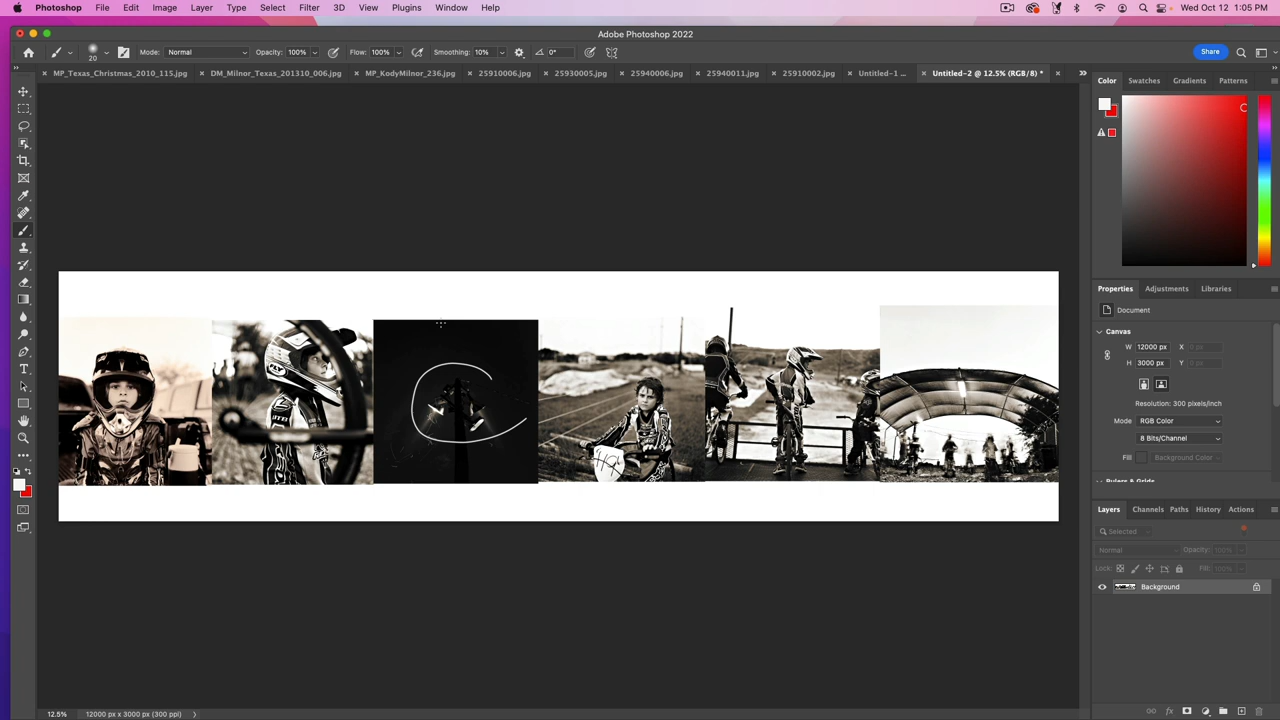 Photoshop File Edit Image Layer Type Select Filter 3D View Plugins Window Help Wed Oct 12 1:05 PM
Adobe Photoshop 2022
20 Mode: Normal Opacity: 100% Flow: 100% Smoothing: 10% 0° Share
MP_Texas_Christmas_2010_115.jpg DM_Milnor_Texas_201310_006.jpg MP_KodyMilnor_236.jpg 25910006.jpg 25930005.jpg 25940006.jpg 25940011.jpg 25910002.jpg Untitled-1 ... Untitled-2 @ 12.5% (RGB/8) *
Color Swatches Gradients Patterns
Properties Adjustments Libraries
Document
Canvas
W 12000 px X 0 px
H 3000 px Y 0 px
Resolution: 300 pixels/inch
Mode RGB Color
8 Bits/Channel
Fill Background Color
Rulers & Grids
Layers Channels Paths History Actions
Selected
Normal Opacity: 100%
Lock: Fill: 100%
Background
12.5% 12000 px x 3000 px (300 ppi)